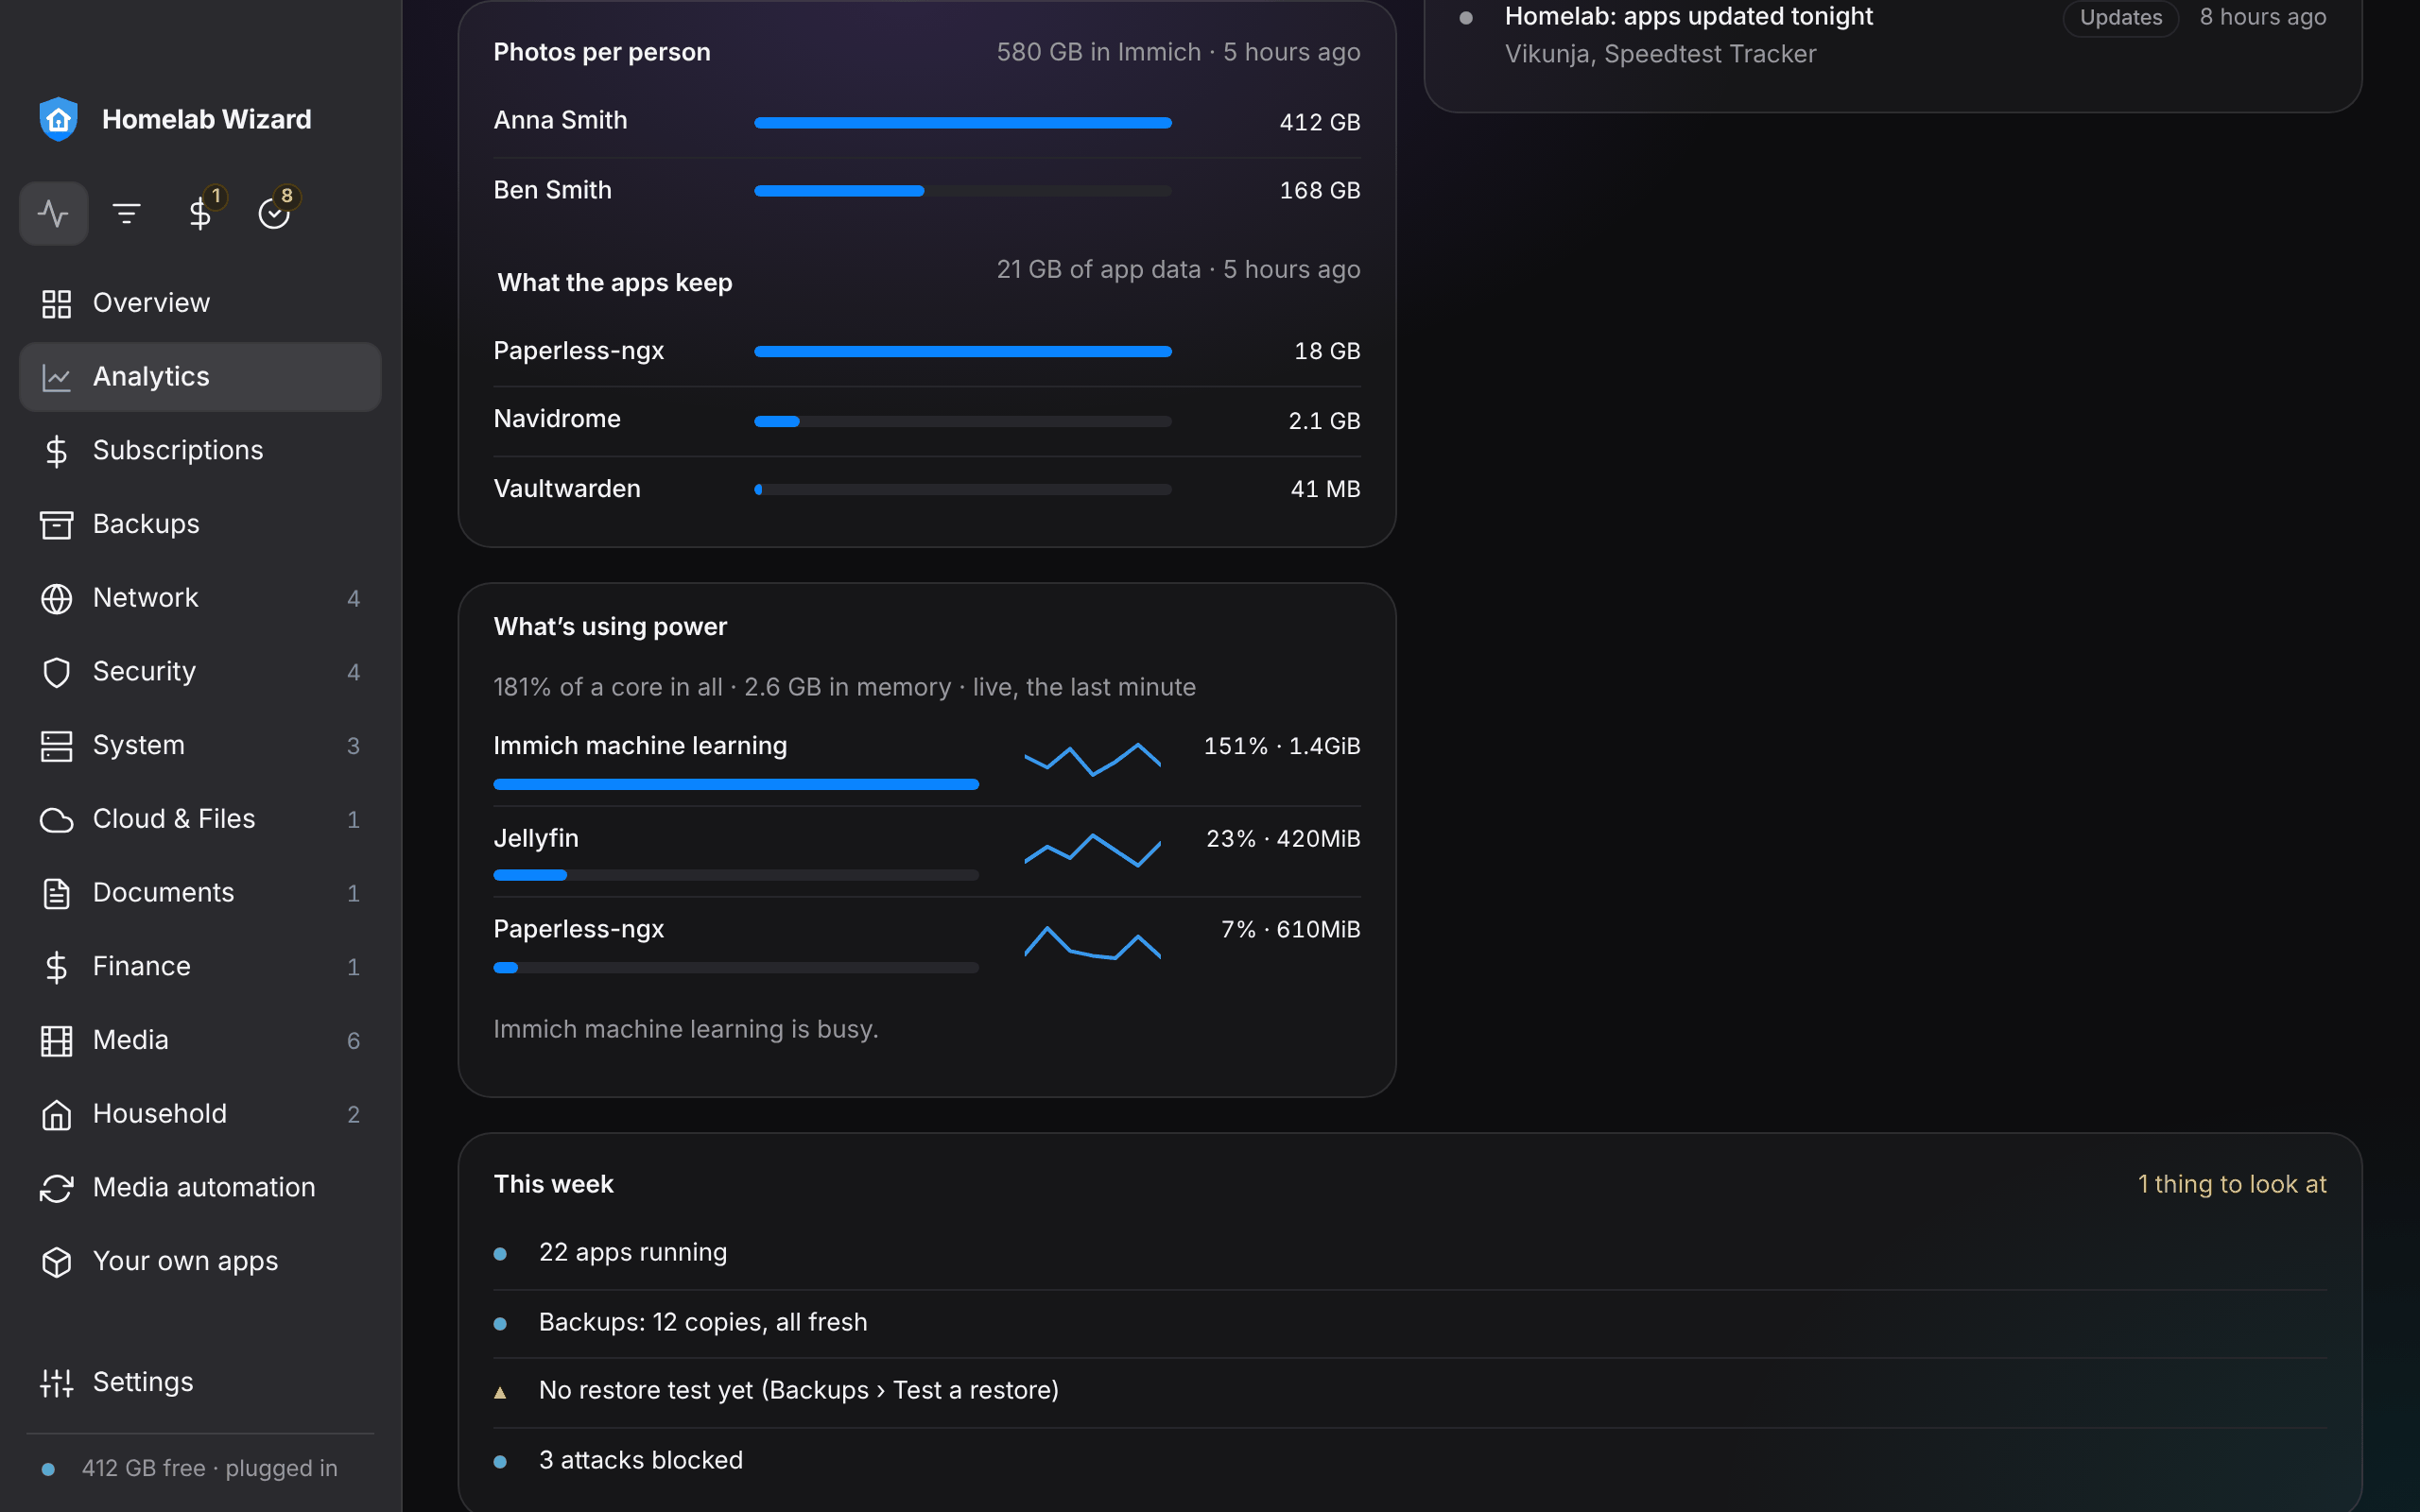 Homelab Wizard
1
8
Overview
Analytics
Subscriptions
Backups
Network 4
Security 4
System 3
Cloud & Files 1
Documents 1
Finance 1
Media 6
Household 2
Media automation
Your own apps
Settings
412 GB free · plugged in
Photos per person 580 GB in Immich · 5 hours ago
Anna Smith 412 GB
Ben Smith 168 GB
What the apps keep 21 GB of app data · 5 hours ago
Paperless-ngx 18 GB
Navidrome 2.1 GB
Vaultwarden 41 MB
What’s using power
181% of a core in all · 2.6 GB in memory · live, the last minute
Immich machine learning 151% · 1.4GiB
Jellyfin 23% · 420MiB
Paperless-ngx 7% · 610MiB
Immich machine learning is busy.
Homelab: apps updated tonight Updates 8 hours ago
Vikunja, Speedtest Tracker
This week 1 thing to look at
22 apps running
Backups: 12 copies, all fresh
No restore test yet (Backups › Test a restore)
3 attacks blocked